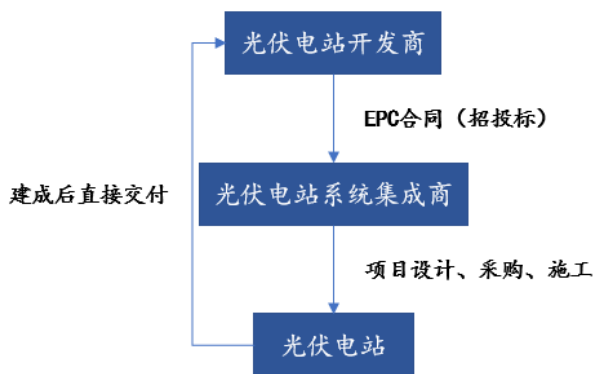 光伏电站开发商
EPC合同（招投标）
建成后直接交付
光伏电站系统集成商
项目设计、采购、施工
光伏电站